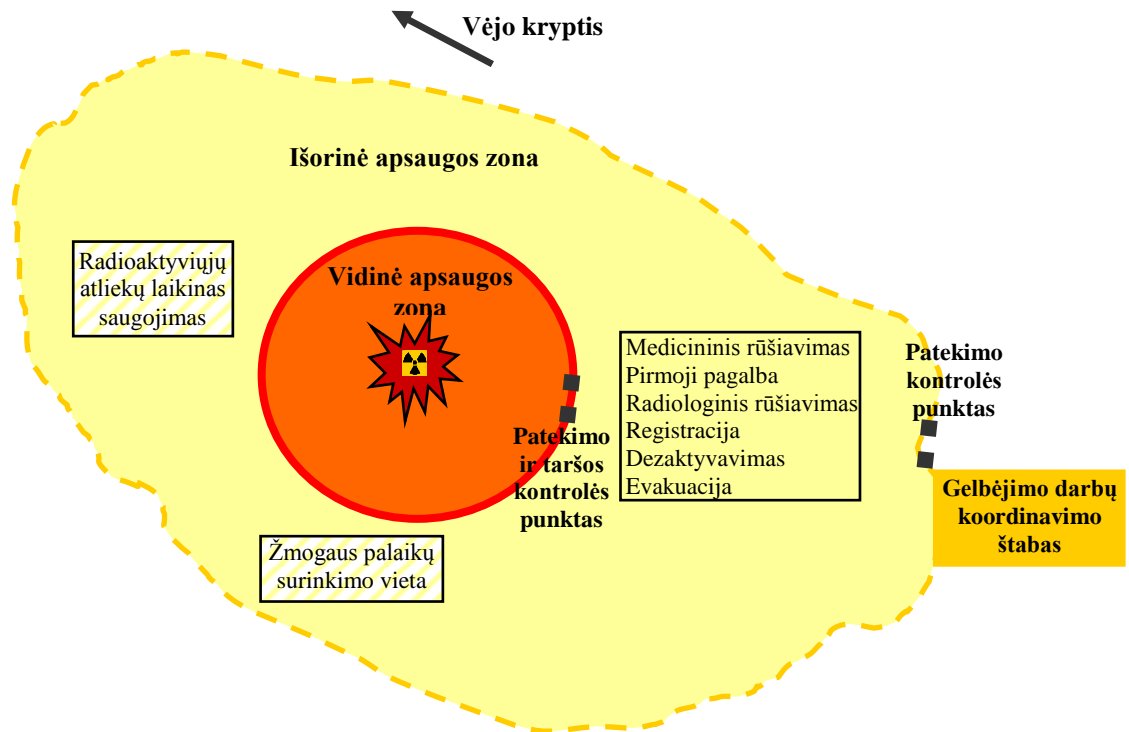 Vėjo kryptis
Išorinė apsaugos zona
Radioaktyviųjų
atliekų laikinas
saugojimas
Vidinė apsaugos
zona
Medicininis rūšiavimas
Pirmoji pagalba
Radiologinis rūšiavimas
Registracija
Dezaktyvavimas
Evakuacija
Patekimo
kontrolės
punktas
Patekimo
ir taršos
kontrolės
punktas
Gelbėjimo darbų
koordinavimo
štabas
Žmogaus palaikų
surinkimo vieta